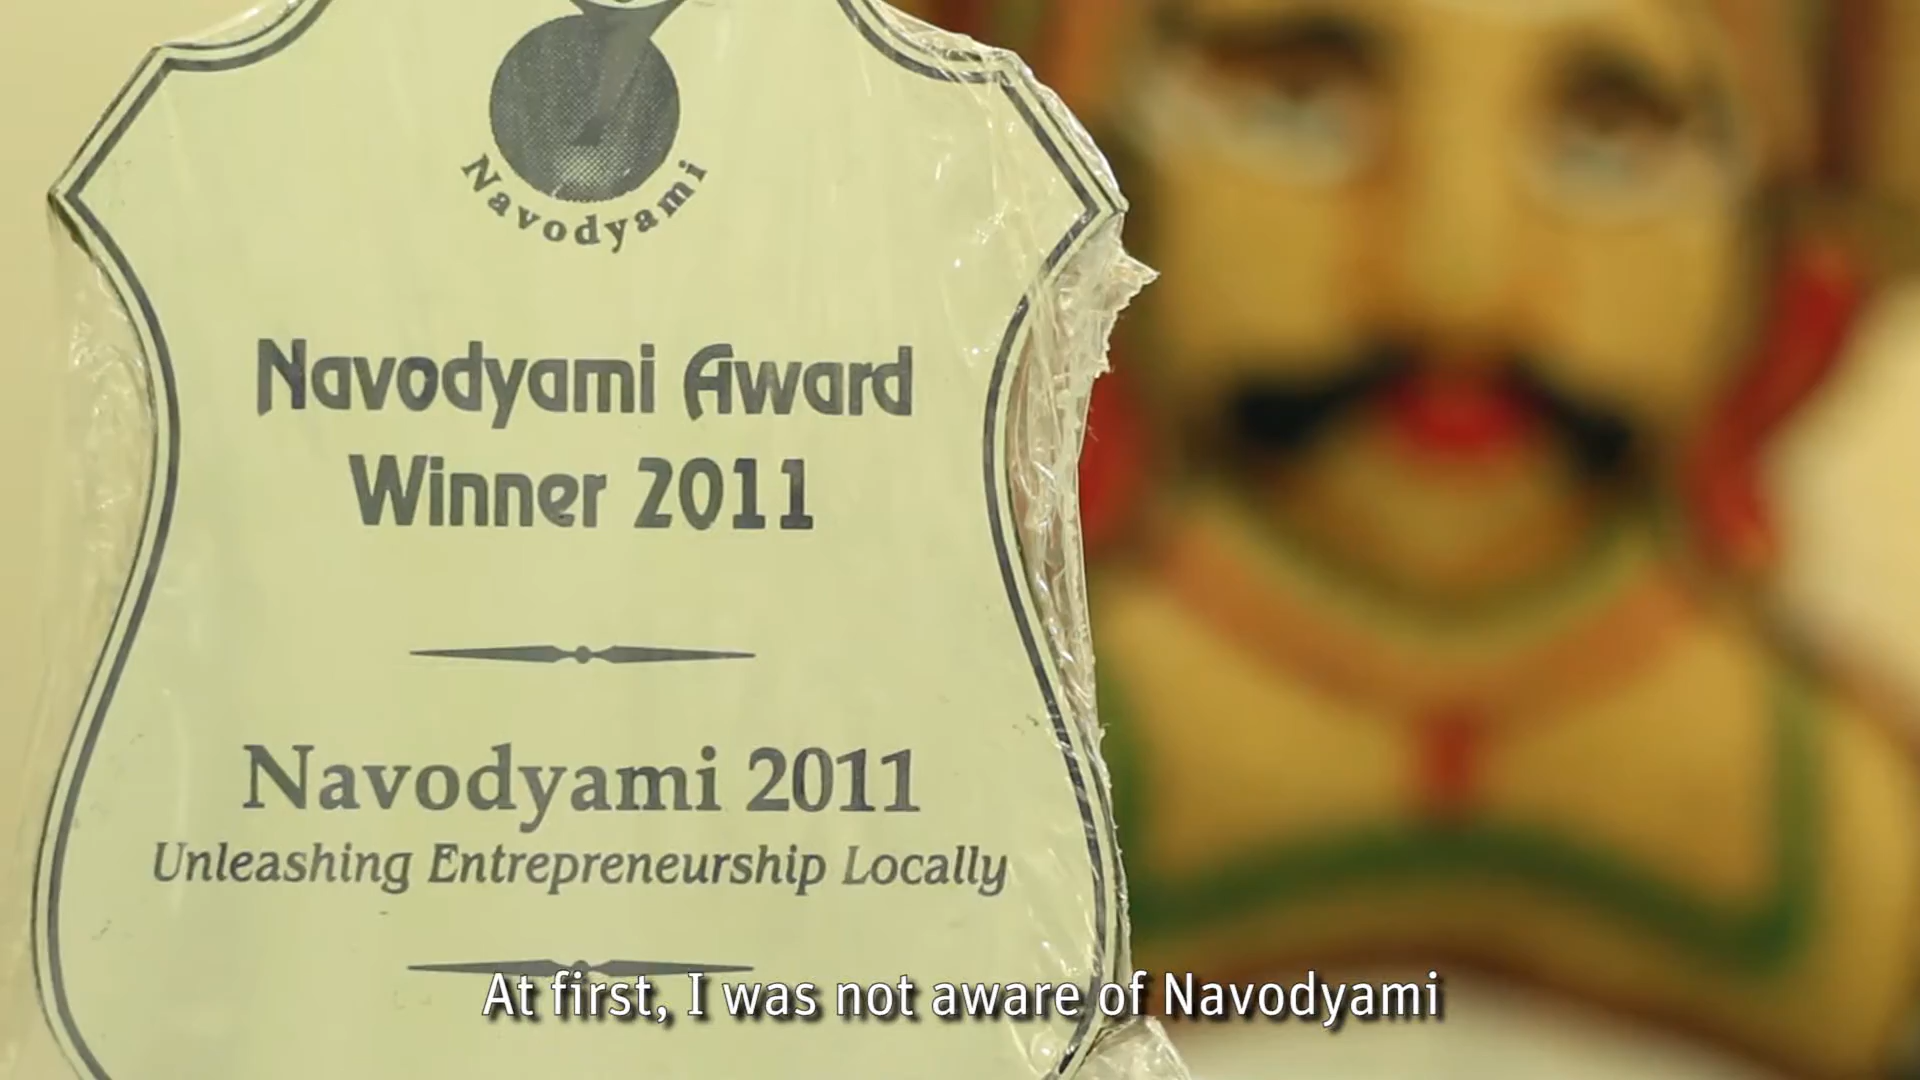 Navodyami
Navodyami Award
Winner 2011
Navodyami 2011
Unleashing Entrepreneurship Locally
At first, I was not aware of Navodyami